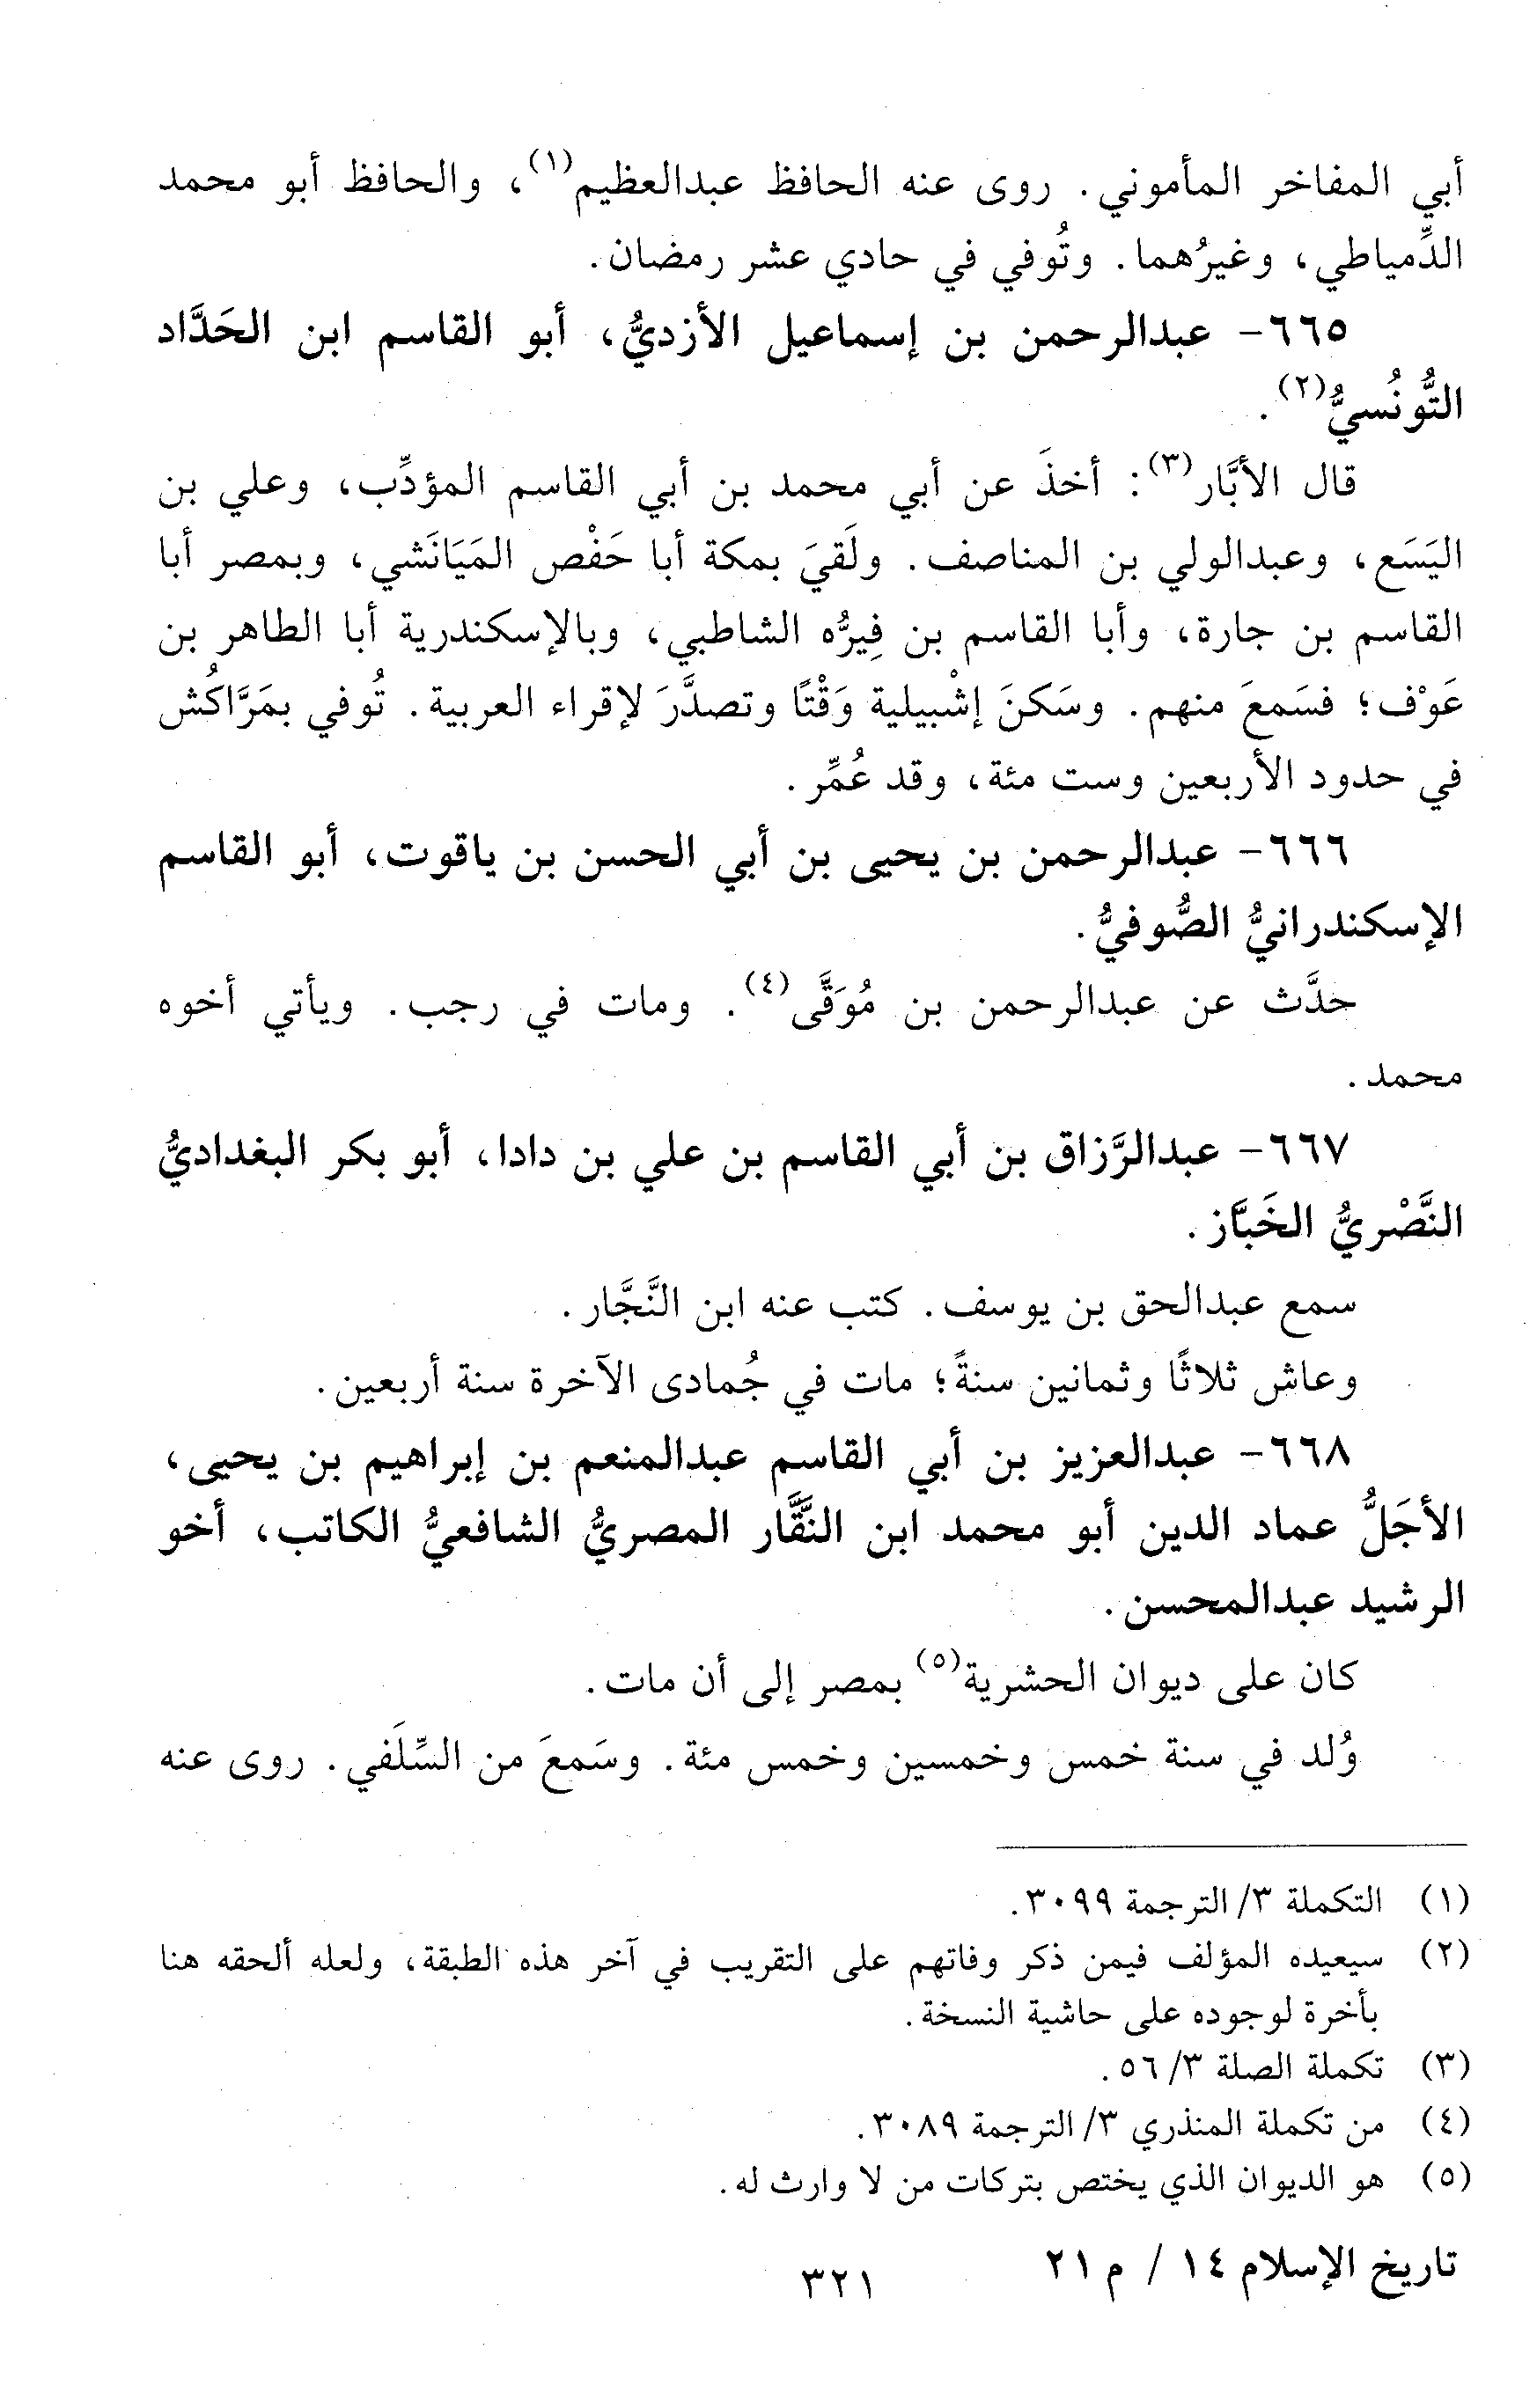 أبي المفاخر المأموني. روى عنه الحافظ عبدالعظيم(١)، والحافظ أبو محمد
الدِّمياطي، وغيرُهما. وتُوفي في حادي عشر رمضان.
٦٦٥- عبدالرحمن بن إسماعيل الأزديُّ، أبو القاسم ابن الحَدَّاد
التُّونُسيُّ(٢).
قال الأبَّار(٣): أخذَ عن أبي محمد بن أبي القاسم المؤدِّب، وعلي بن
اليَسَع، وعبدالولي بن المناصف. ولَقيَ بمكة أبا حَفْص المَيَانَشي، وبمصر أبا
القاسم بن جارة، وأبا القاسم بن فِيرُّه الشاطبي، وبالإسكندرية أبا الطاهر بن
عَوْف؛ فسَمعَ منهم. وسَكنَ إشْبيلية وَقْتًا وتصدَّرَ لإقراء العربية. تُوفي بمَرَّاكُش
في حدود الأربعين وست مئة، وقد عُمِّر.
٦٦٦- عبدالرحمن بن يحيى بن أبي الحسن بن ياقوت، أبو القاسم
الإسكندرانيُّ الصُّوفيُّ.
حدَّث عن عبدالرحمن بن مُوَقَّى(٤). ومات في رجب. ويأتي أخوه
محمد.
٦٦٧- عبدالرَّزاق بن أبي القاسم بن علي بن دادا، أبو بكر البغداديُّ
النَّصْريُّ الخَبَّاز.
سمع عبدالحق بن يوسف. كتب عنه ابن النَّجَّار.
وعاش ثلاثًا وثمانين سنةً؛ مات في جُمادى الآخرة سنة أربعين.
٦٦٨- عبدالعزيز بن أبي القاسم عبدالمنعم بن إبراهيم بن يحيى،
الأجَلُّ عماد الدين أبو محمد ابن النَّقَّار المصريُّ الشافعيُّ الكاتب، أخو
الرشيد عبدالمحسن.
كان على ديوان الحشرية(٥) بمصر إلى أن مات.
وُلد في سنة خمس وخمسين وخمس مئة. وسَمعَ من السِّلَفي. روى عنه
(١) التكملة ٣/ الترجمة ٣٠٩٩.
(٢) سيعيده المؤلف فيمن ذكر وفاتهم على التقريب في آخر هذه الطبقة، ولعله ألحقه هنا
بأخرة لوجوده على حاشية النسخة.
(٣) تكملة الصلة ٣/ ٥٦.
(٤) من تكملة المنذري ٣/ الترجمة ٣٠٨٩.
(٥) هو الديوان الذي يختص بتركات من لا وارث له.
تاريخ الإسلام ١٤ / م ٢١
٣٢١